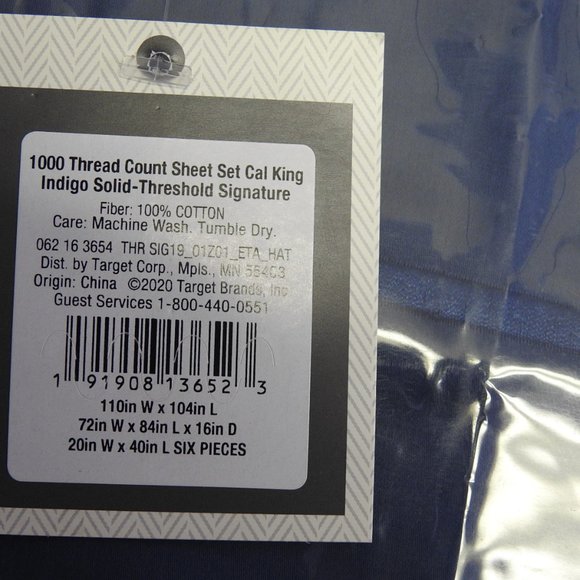 1000 Thread Count Sheet Set Cal King
Indigo Solid-Threshold Signature
Fiber: 100% COTTON
Care: Machine Wash. Tumble Dry.
062 16 3654 THR SIG19_01Z01_ETA_HAT
Dist. by Target Corp., Mpls., MN 55403
Origin: China ©2020 Target Brands, Inc
Guest Services 1-800-440-0551
1 91908 13652 3
110in W x 104in L
72in W x 84in L x 16in D
20in W x 40in L SIX PIECES